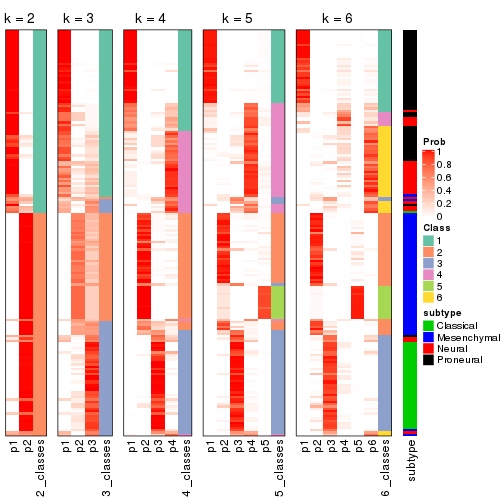 k = 2 k = 3 k = 4 k = 5 k = 6
Prob
1
0.8
0.6
0.4
0.2
0
Class
1
2
3
4
5
6
subtype
Classical
Mesenchymal
Neural
Proneural
p1 p2 2_classes p1 p2 p3 3_classes p1 p2 p3 p4 4_classes p1 p2 p3 p4 p5 5_classes p1 p2 p3 p4 p5 p6 6_classes subtype